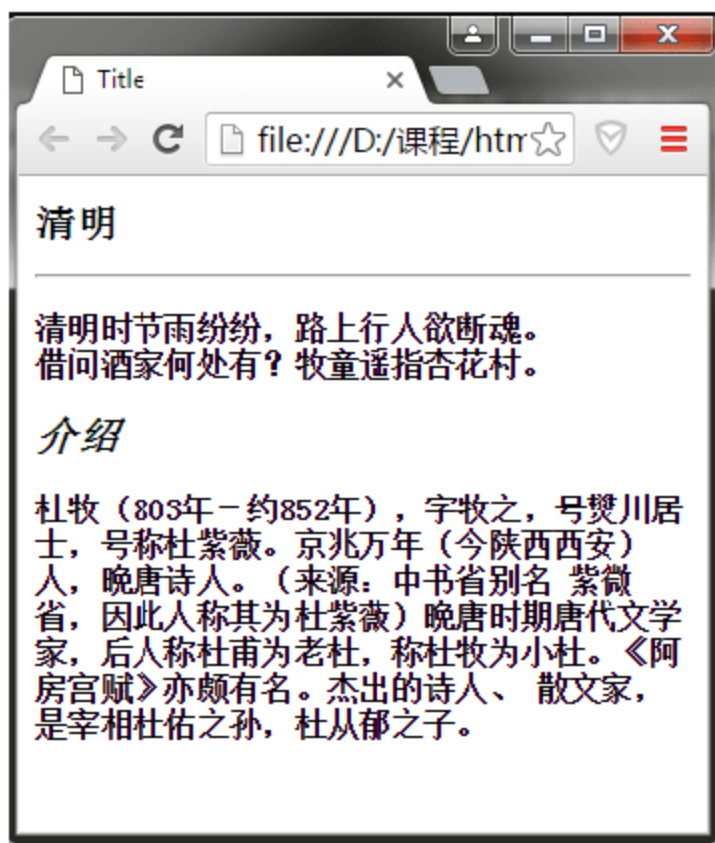 Title
file:///D:/课程/htm
清明
清明时节雨纷纷，路上行人欲断魂。
借问酒家何处有？牧童遥指杏花村。
介绍
杜牧（803年－约852年），字牧之，号樊川居
士，号称杜紫薇。京兆万年（今陕西西安）
人，晚唐诗人。（来源：中书省别名 紫微
省，因此人称其为杜紫薇）晚唐时期唐代文学
家，后人称杜甫为老杜，称杜牧为小杜。《阿
房宫赋》亦颇有名。杰出的诗人、 散文家，
是宰相杜佑之孙，杜从郁之子。